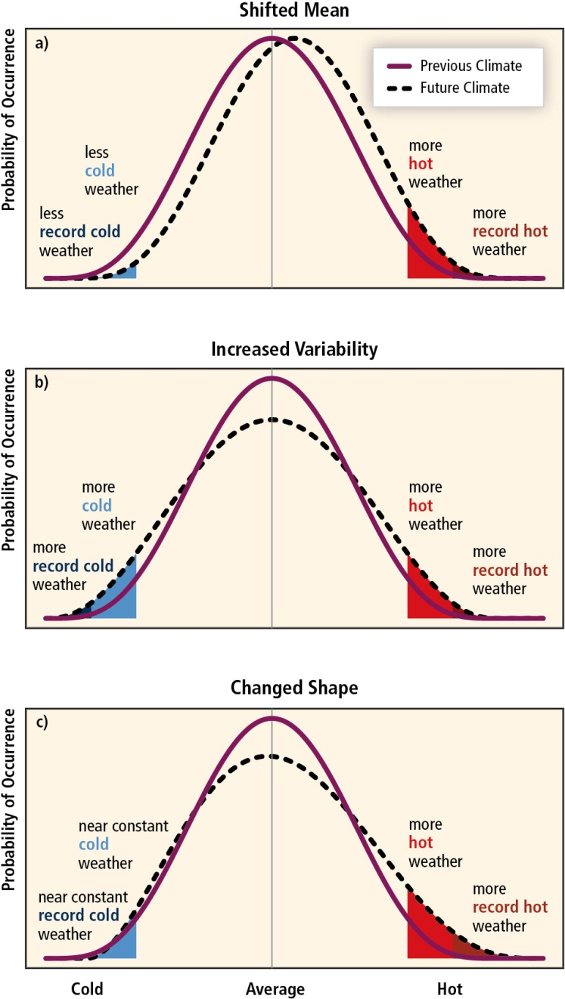 Shifted Mean
Probability of Occurrence
a)
Previous Climate
Future Climate
less
cold
weather
less
record cold
weather
more
hot
weather
more
record hot
weather
Increased Variability
Probability of Occurrence
b)
more
cold
weather
more
record cold
weather
more
hot
weather
more
record hot
weather
Changed Shape
Probability of Occurrence
c)
near constant
cold
weather
near constant
record cold
weather
more
hot
weather
more
record hot
weather
Cold
Average
Hot